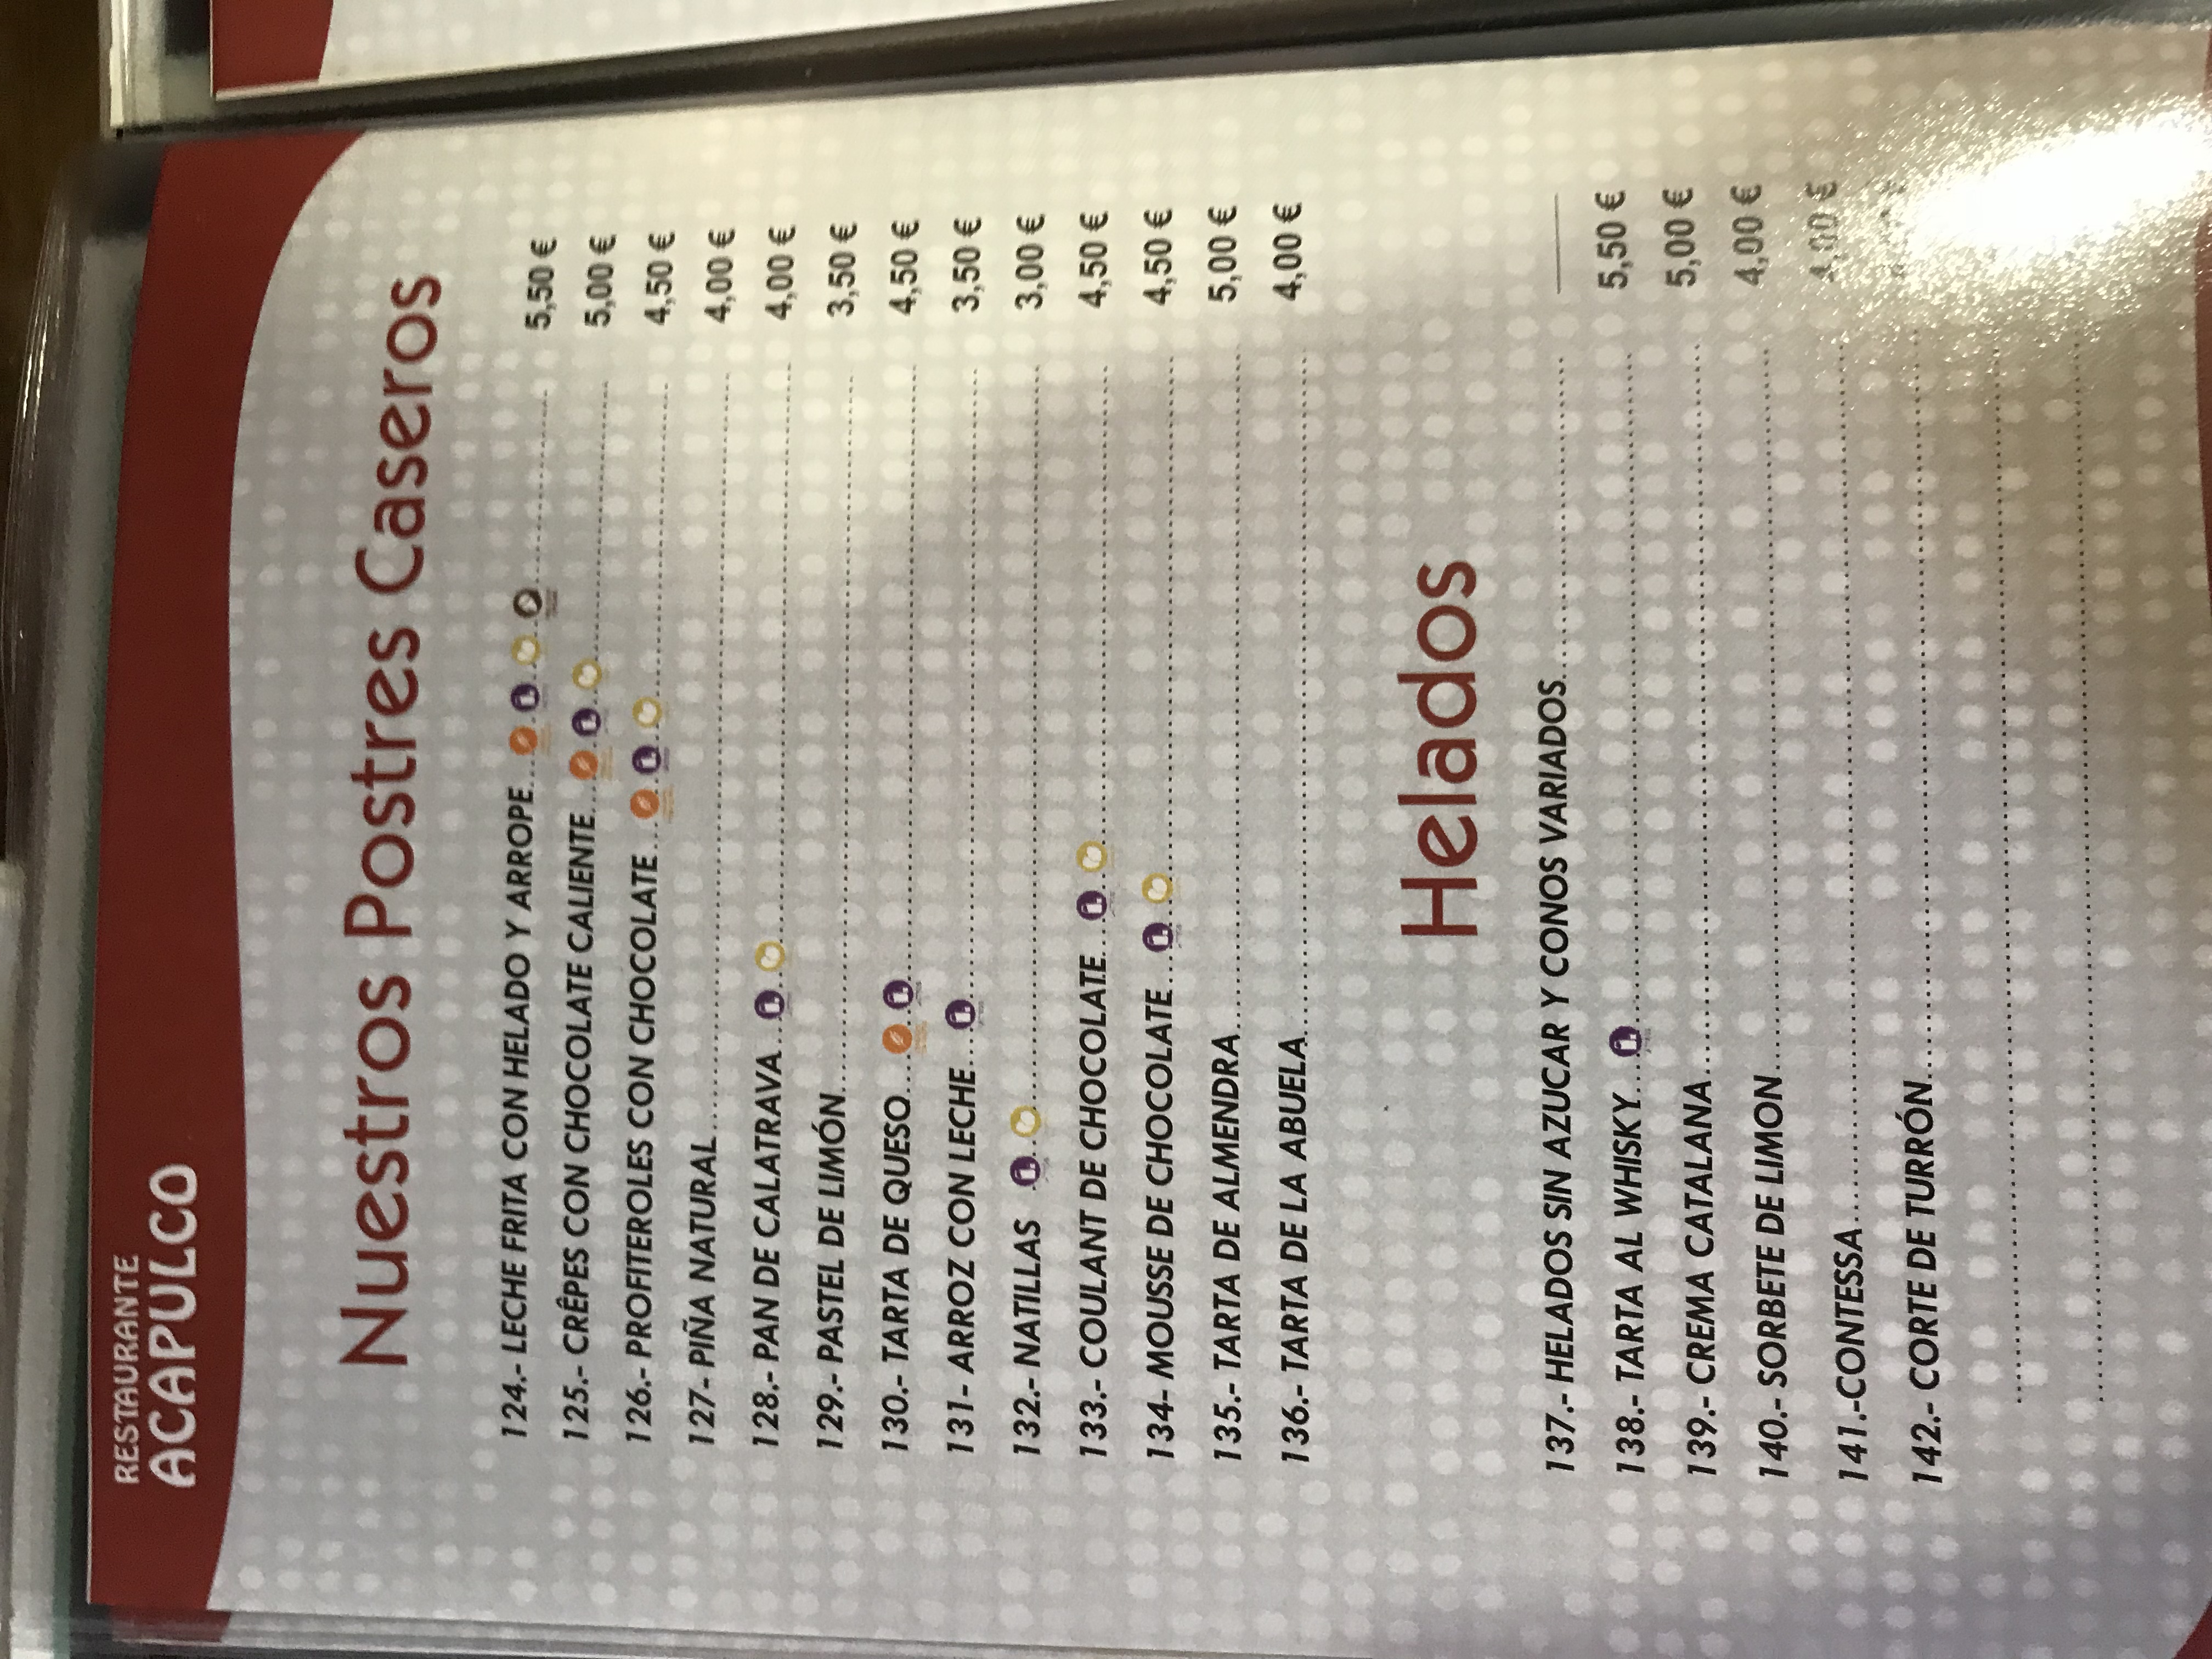 RESTAURANTE
ACAPULCO
Nuestros Postres Caseros
124.- LECHE FRITA CON HELADO Y ARROPE 5,50 €
125.- CRÊPES CON CHOCOLATE CALIENTE 5,00 €
126.- PROFITEROLES CON CHOCOLATE 4,50 €
127- PIÑA NATURAL 4,00 €
128.- PAN DE CALATRAVA 4,00 €
129.- PASTEL DE LIMÓN 3,50 €
130.- TARTA DE QUESO 4,50 €
131- ARROZ CON LECHE 3,50 €
132.- NATILLAS 3,00 €
133.- COULANT DE CHOCOLATE 4,50 €
134- MOUSSE DE CHOCOLATE 4,50 €
135.- TARTA DE ALMENDRA 5,00 €
136.- TARTA DE LA ABUELA 4,00 €
Helados
137.- HELADOS SIN AZUCAR Y CONOS VARIADOS
138.- TARTA AL WHISKY 5,50 €
139.- CREMA CATALANA 5,00 €
140.- SORBETE DE LIMON 4,00 €
141.-CONTESSA 4,00 €
142.- CORTE DE TURRÓN